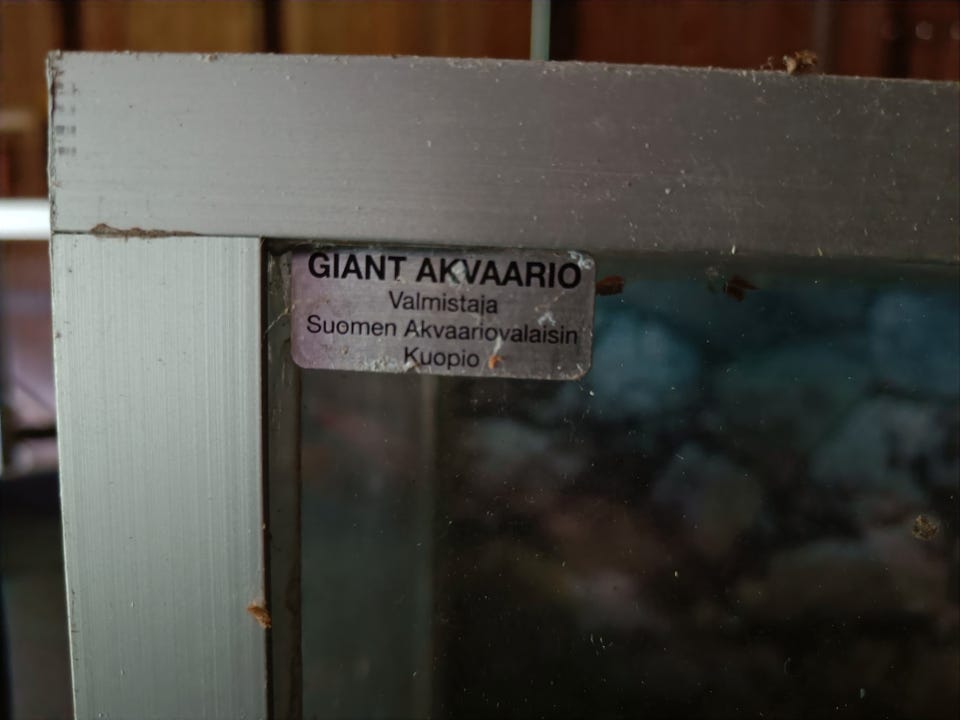 GIANT AKVAARIO
Valmistaja
Suomen Akvaariovalaisin
Kuopio